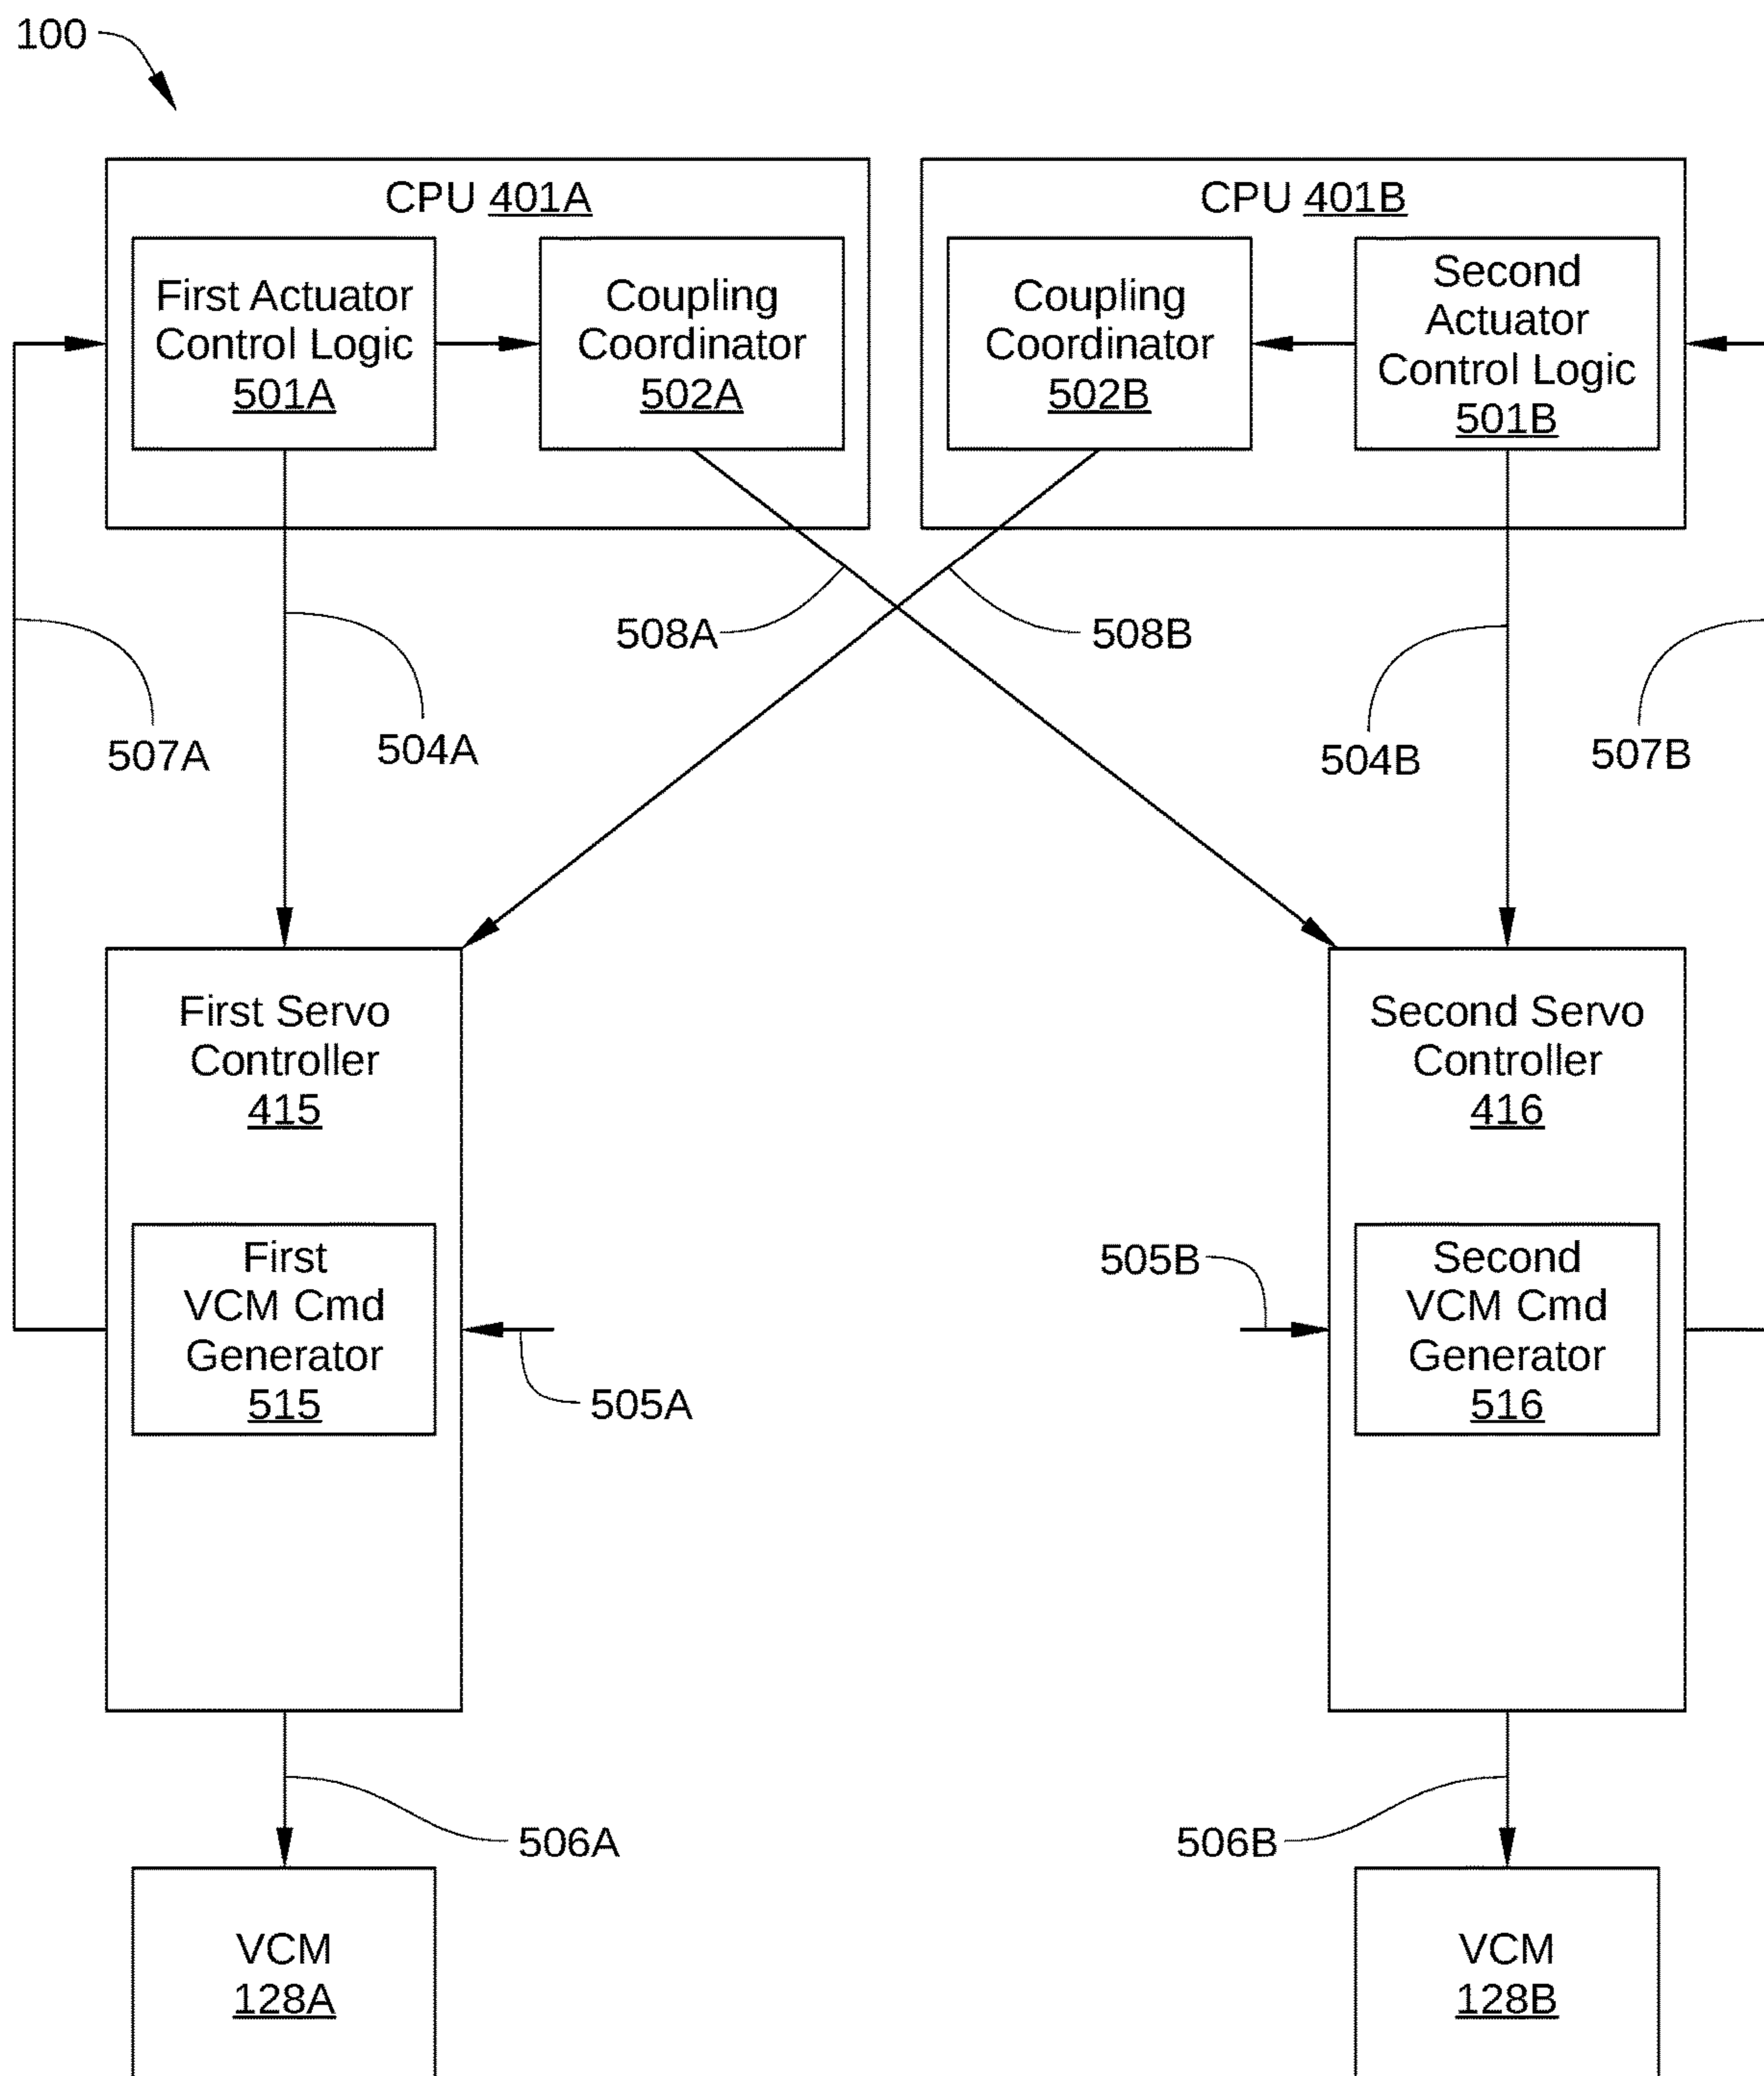 100
CPU 401A
First Actuator
Control Logic
501A
Coupling
Coordinator
502A
CPU 401B
Coupling
Coordinator
502B
Second
Actuator
Control Logic
501B
508A
508B
507A
504A
504B
507B
First Servo
Controller
415
First
VCM Cmd
Generator
515
505A
Second Servo
Controller
416
505B
Second
VCM Cmd
Generator
516
506A
506B
VCM
128A
VCM
128B